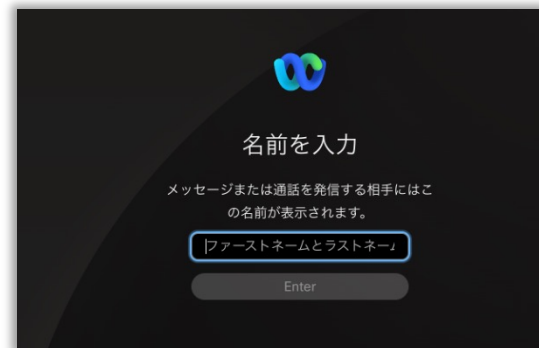 名前を入力
メッセージまたは通話を発信する相手にはこ
の名前が表示されます。
ファーストネームとラストネー
Enter